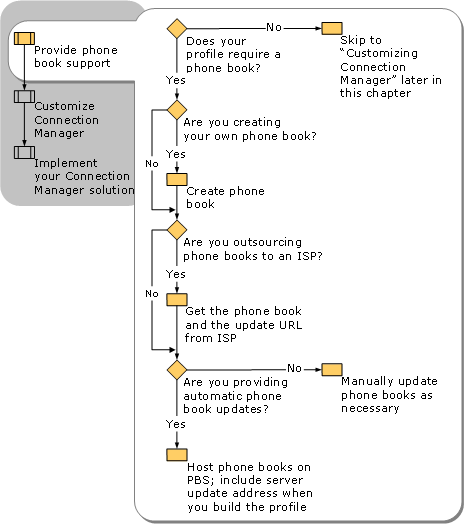 Provide phone
book support
Customize
Connection
Manager
Implement
your Connection
Manager solution
Does your
profile require a
phone book?
No
Skip to
“Customizing
Connection
Manager” later in
this chapter
Yes
Are you creating
your own phone book?
No
Yes
Create phone
book
Are you outsourcing
phone books to an ISP?
Yes
No
Get the phone book
and the update URL
from ISP
Are you providing
automatic phone
book updates?
No
Manually update
phone books as
necessary
Yes
Host phone books on
PBS; include server
update address when
you build the profile